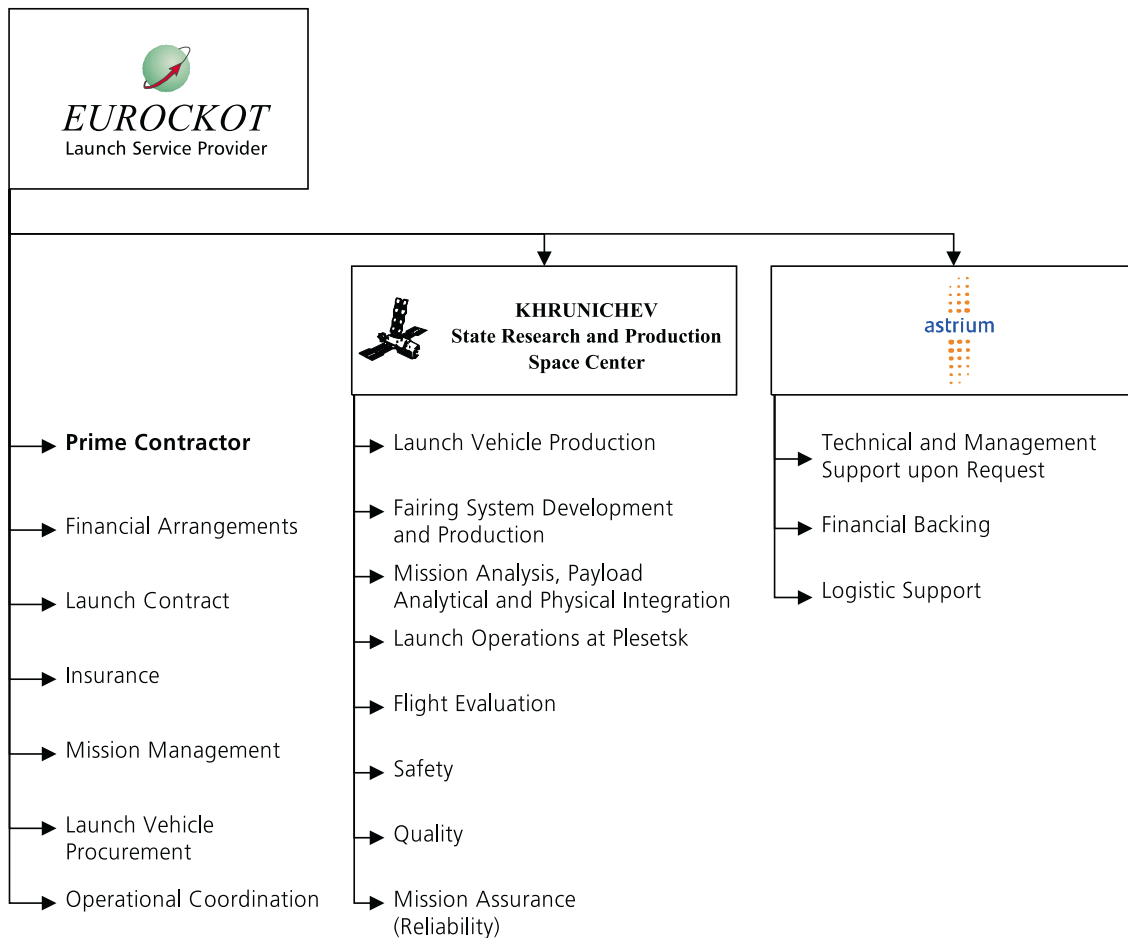 EUROCKOT
Launch Service Provider
KHRUNICHEV
State Research and Production
Space Center
astrium
Prime Contractor
Financial Arrangements
Launch Contract
Insurance
Mission Management
Launch Vehicle
Procurement
Operational Coordination
Launch Vehicle Production
Fairing System Development
and Production
Mission Analysis, Payload
Analytical and Physical Integration
Launch Operations at Plesetsk
Flight Evaluation
Safety
Quality
Mission Assurance
(Reliability)
Technical and Management
Support upon Request
Financial Backing
Logistic Support